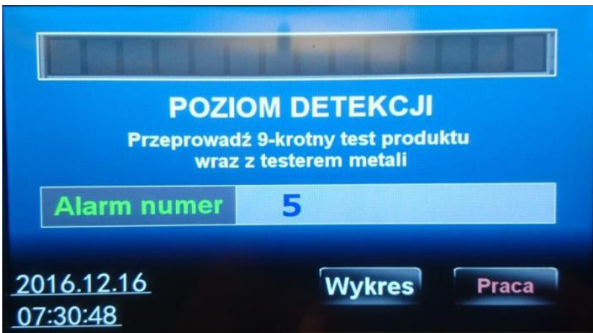 POZIOM DETEKCJI
Przeprowadź 9-krotny test produktu
wraz z testerem metali
Alarm numer 5
2016.12.16
Wykres Praca
07:30:48